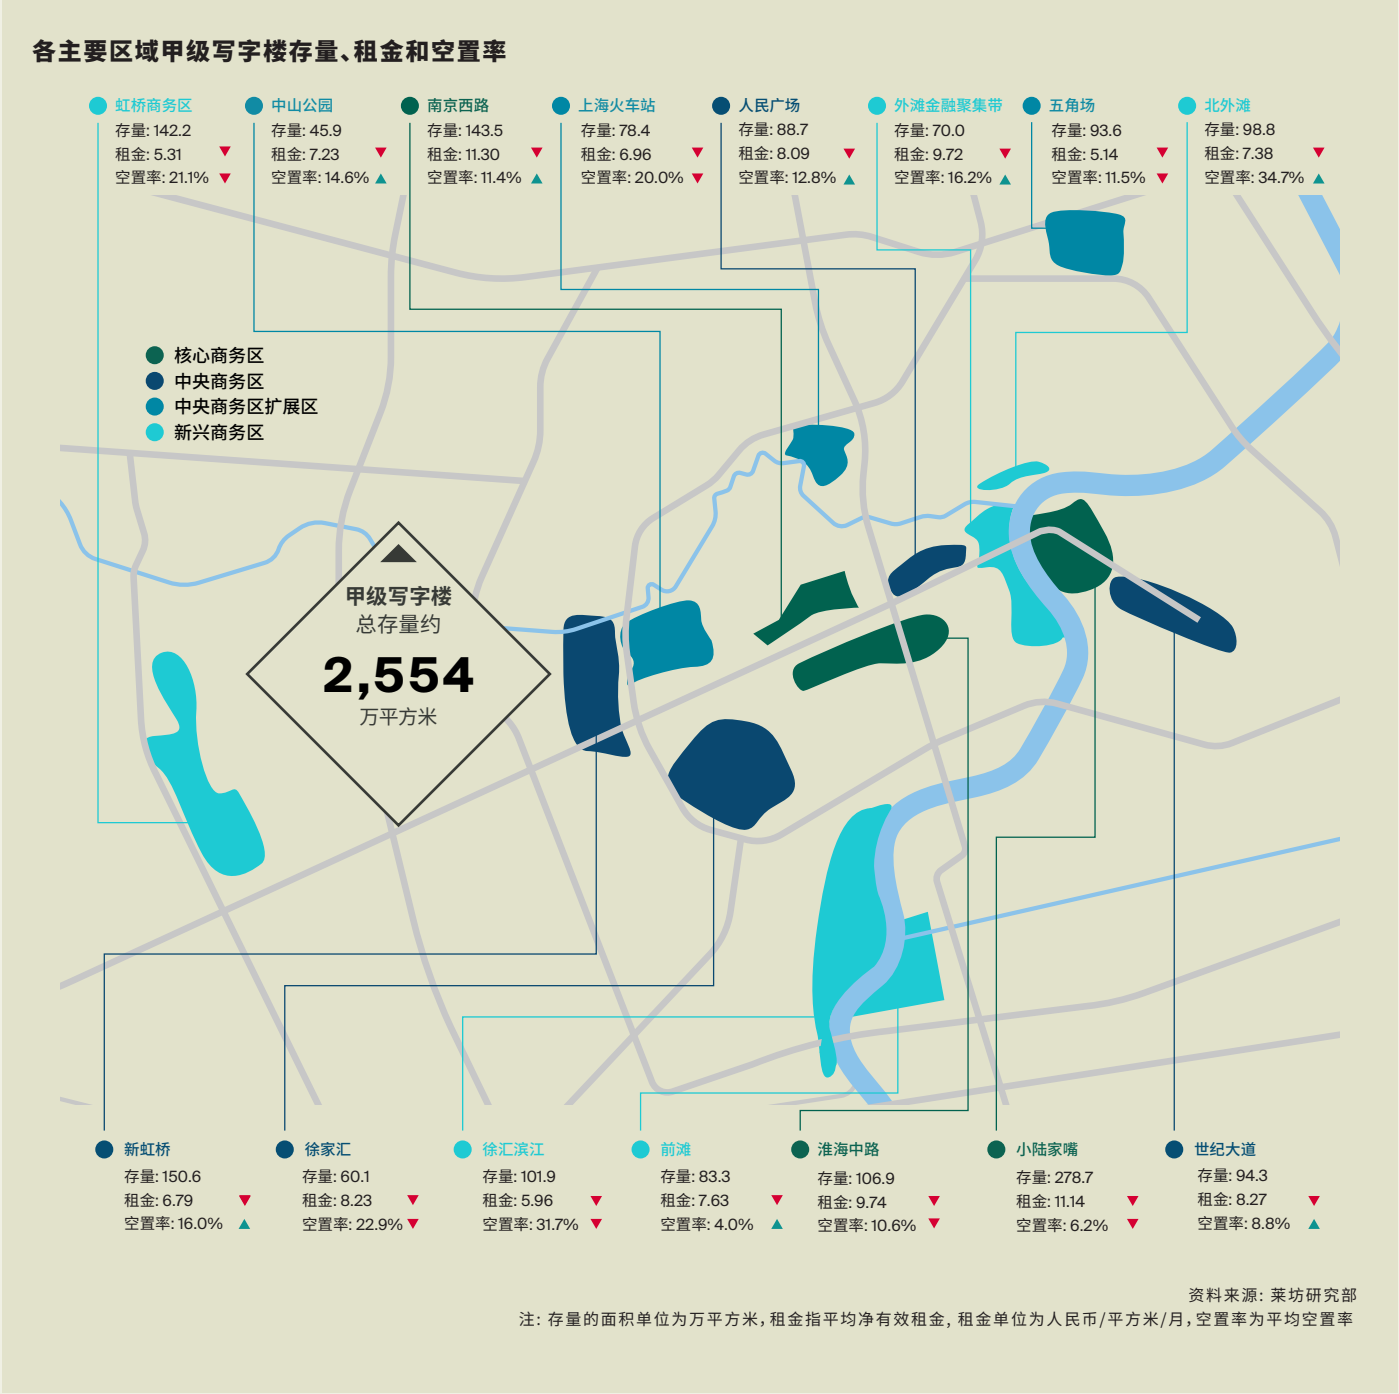 各主要区域甲级写字楼存量、租金和空置率
虹桥商务区
存量: 142.2
租金: 5.31
空置率: 21.1%
中山公园
存量: 45.9
租金: 7.23
空置率: 14.6%
南京西路
存量: 143.5
租金: 11.30
空置率: 11.4%
上海火车站
存量: 78.4
租金: 6.96
空置率: 20.0%
人民广场
存量: 88.7
租金: 8.09
空置率: 12.8%
外滩金融聚集带
存量: 70.0
租金: 9.72
空置率: 16.2%
五角场
存量: 93.6
租金: 5.14
空置率: 11.5%
北外滩
存量: 98.8
租金: 7.38
空置率: 34.7%
核心商务区
中央商务区
中央商务区扩展区
新兴商务区
甲级写字楼
总存量约
2,554
万平方米
新虹桥
存量: 150.6
租金: 6.79
空置率: 16.0%
徐家汇
存量: 60.1
租金: 8.23
空置率: 22.9%
徐汇滨江
存量: 101.9
租金: 5.96
空置率: 31.7%
前滩
存量: 83.3
租金: 7.63
空置率: 4.0%
淮海中路
存量: 106.9
租金: 9.74
空置率: 10.6%
小陆家嘴
存量: 278.7
租金: 11.14
空置率: 6.2%
世纪大道
存量: 94.3
租金: 8.27
空置率: 8.8%
资料来源: 莱坊研究部
注: 存量的面积单位为万平方米,租金指平均净有效租金, 租金单位为人民币/平方米/月,空置率为平均空置率